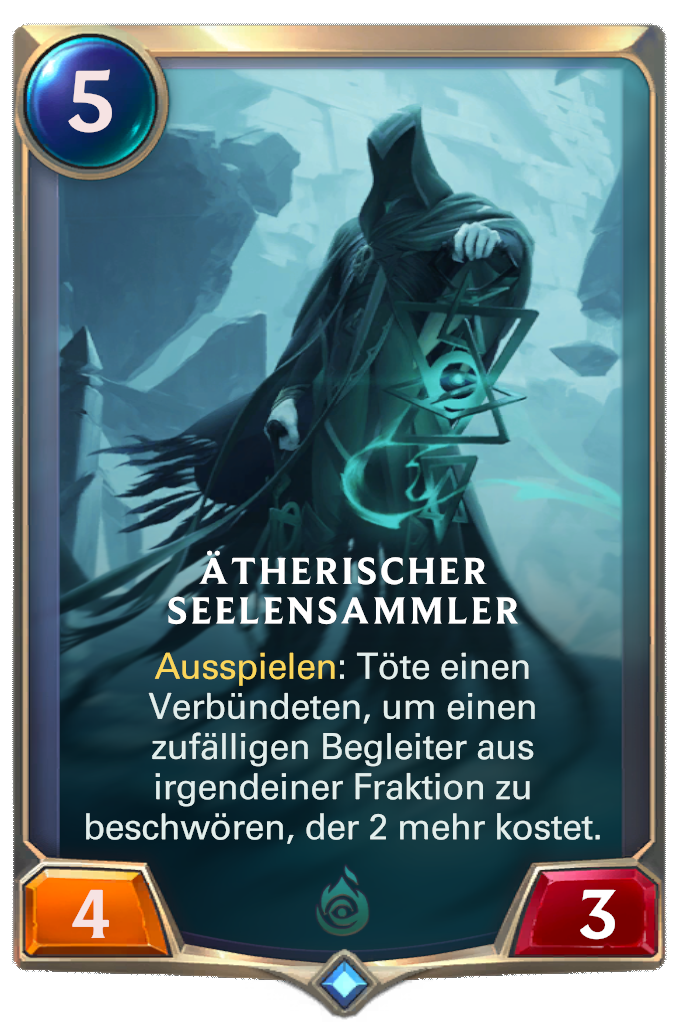 5
ÄTHERISCHER
SEELENSAMMLER
Ausspielen: Töte einen
Verbündeten, um einen
zufälligen Begleiter aus
irgendeiner Fraktion zu
beschwören, der 2 mehr kostet.
4
3